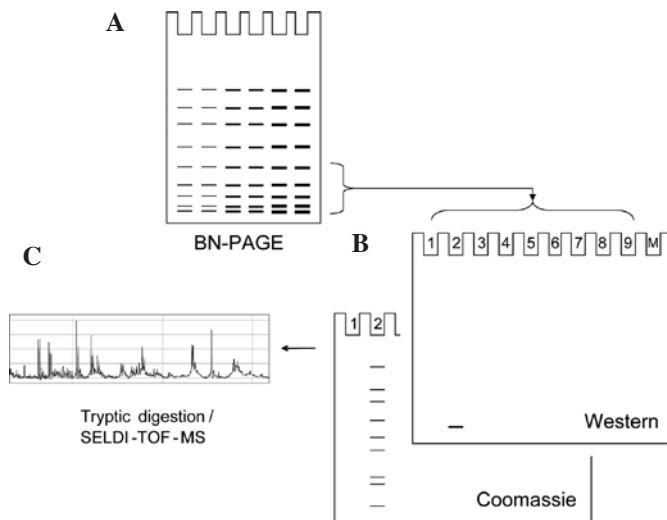 A
BN-PAGE
B
1 2 3 4 5 6 7 8 9 M
C
1 2
Western
Tryptic digestion /
SELDI-TOF-MS
Coomassie